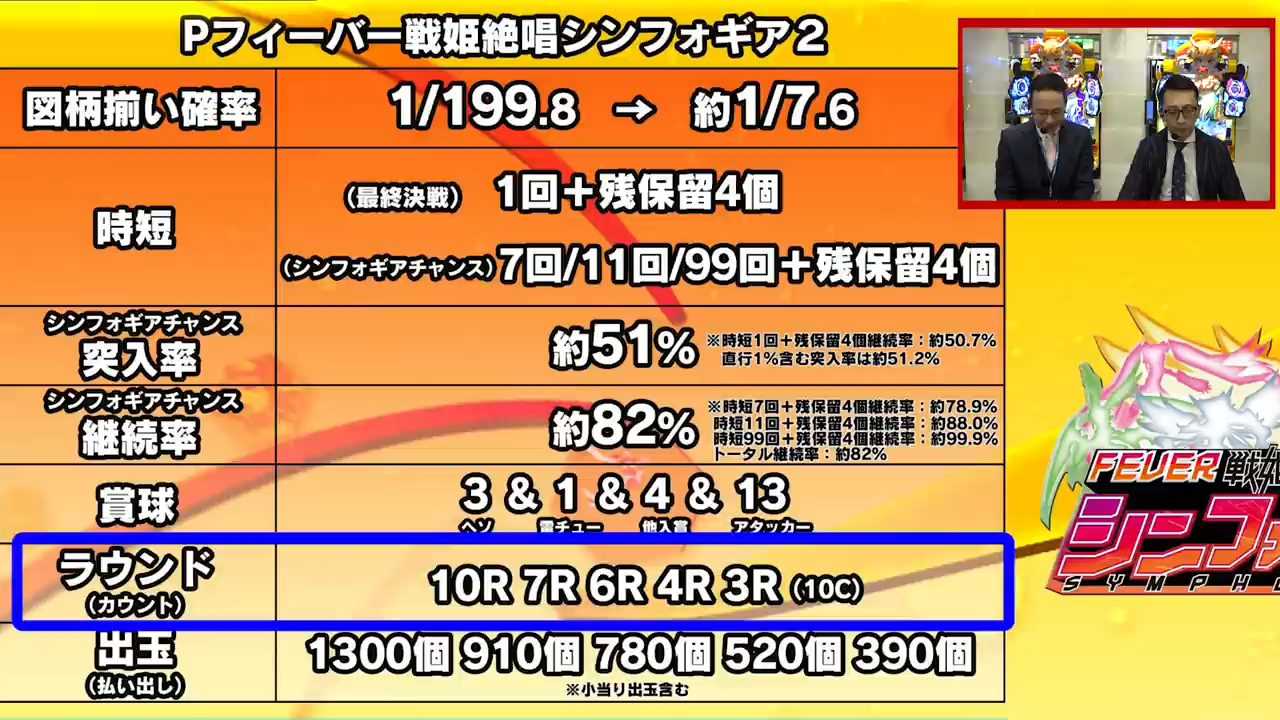 Pフィーバー戦姫絶唱シンフォギア2
図柄揃い確率
1/199.8 → 約1/7.6
時短
(最終決戦) 1回+残保留4個
(シンフォギアチャンス) 7回/11回/99回+残保留4個
シンフォギアチャンス
突入率
約51%
※時短1回+残保留4個継続率：約50.7%
直行1%含む突入率は約51.2%
シンフォギアチャンス
継続率
約82%
※時短7回+残保留4個継続率：約78.9%
時短11回+残保留4個継続率：約88.0%
時短99回+残保留4個継続率：約99.9%
トータル継続率：約82%
賞球
3 & 1 & 4 & 13
ヘソ 電チュー 他入賞 アタッカー
ラウンド
(カウント)
10R 7R 6R 4R 3R (10C)
出玉
(払い出し)
1300個 910個 780個 520個 390個
※小当り出玉含む
FEVER 戦姫
シンフォ
SYMPHO